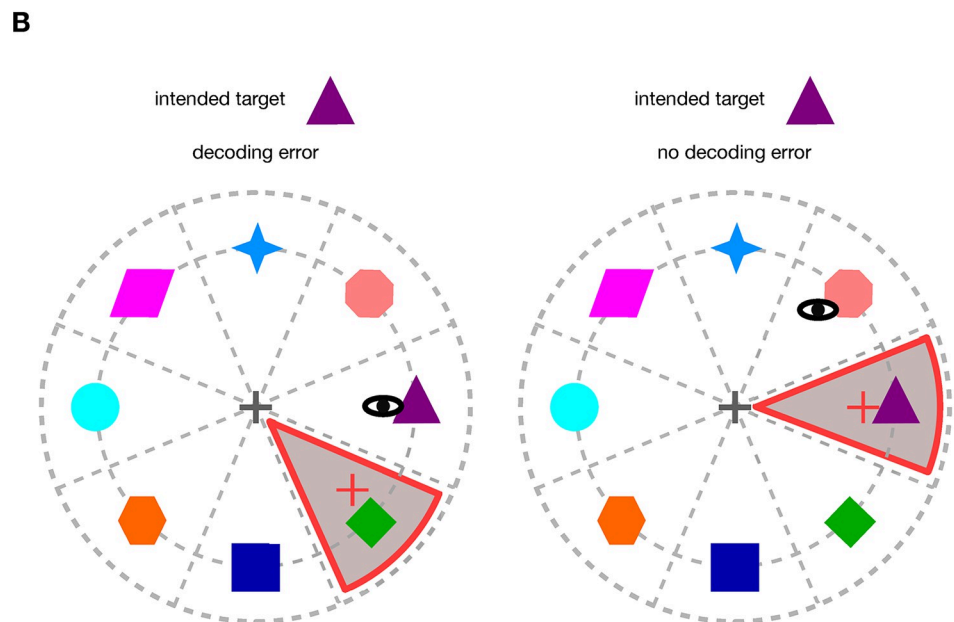 B
intended target
decoding error
intended target
no decoding error